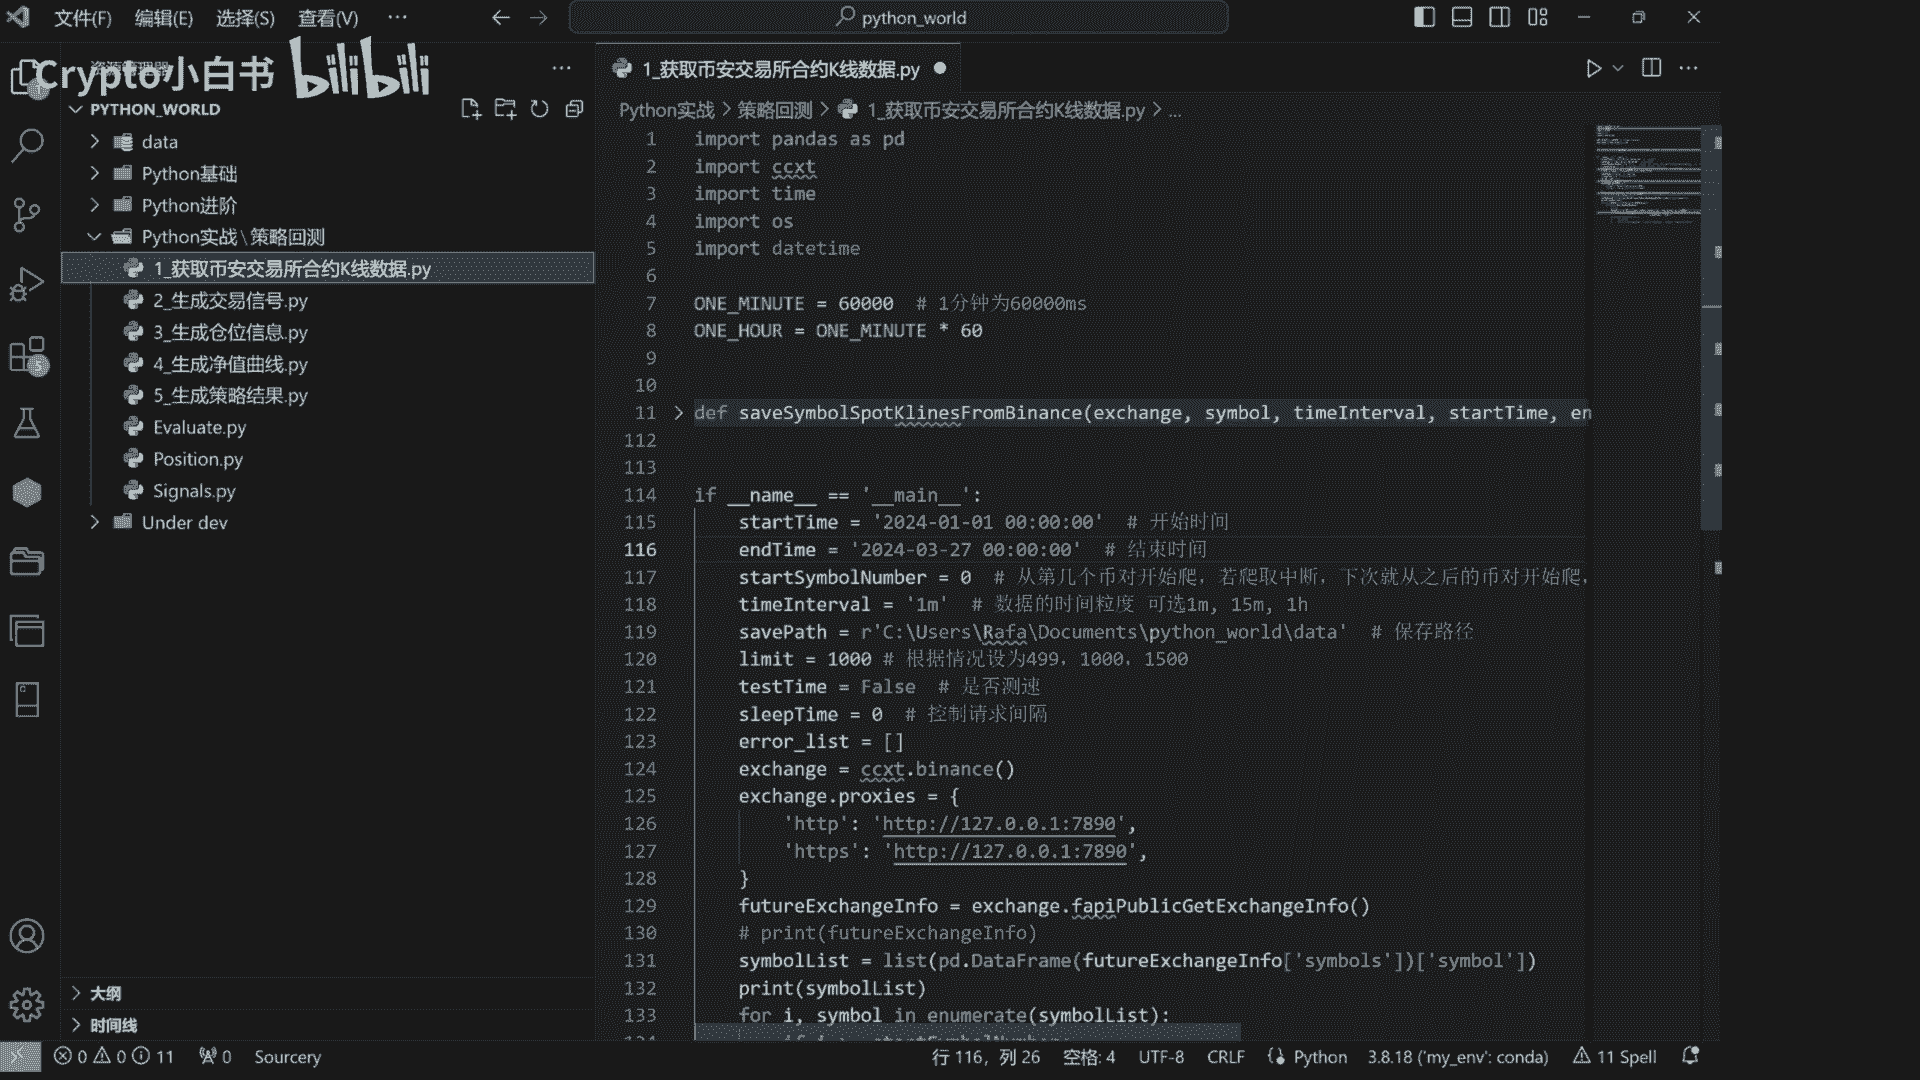 文件(F) 编辑(E) 选择(S) 查看(V) ··· python_world
Crypto小白书 bilibili
1_获取币安交易所合约K线数据.py
PYTHON_WORLD
data
Python基础
Python进阶
Python实战\策略回测
1_获取币安交易所合约K线数据.py
2_生成交易信号.py
3_生成仓位信息.py
4_生成净值曲线.py
5_生成策略结果.py
Evaluate.py
Position.py
Signals.py
Under dev
大纲
时间线
Python实战 > 策略回测 > 1_获取币安交易所合约K线数据.py > ...
1 import pandas as pd
2 import ccxt
3 import time
4 import os
5 import datetime
6
7 ONE_MINUTE = 60000  # 1分钟为60000ms
8 ONE_HOUR = ONE_MINUTE * 60
9
10
11 def saveSymbolSpotKlinesFromBinance(exchange, symbol, timeInterval, startTime, en
112
113
114 if __name__ == '__main__':
115     startTime = '2024-01-01 00:00:00'  # 开始时间
116     endTime = '2024-03-27 00:00:00'  # 结束时间
117     startSymbolNumber = 0  # 从第几个币对开始爬，若爬取中断，下次就从之后的币对开始爬，
118     timeInterval = '1m'  # 数据的时间粒度 可选1m, 15m, 1h
119     savePath = r'C:\Users\Rafa\Documents\python_world\data'  # 保存路径
120     limit = 1000 # 根据情况设为499，1000，1500
121     testTime = False  # 是否测速
122     sleepTime = 0  # 控制请求间隔
123     error_list = []
124     exchange = ccxt.binance()
125     exchange.proxies = {
126         'http': 'http://127.0.0.1:7890',
127         'https': 'http://127.0.0.1:7890',
128     }
129     futureExchangeInfo = exchange.fapiPublicGetExchangeInfo()
130     # print(futureExchangeInfo)
131     symbolList = list(pd.DataFrame(futureExchangeInfo['symbols'])['symbol'])
132     print(symbolList)
133     for i, symbol in enumerate(symbolList):
0 0 11 0 Sourcery 行 116，列 26 空格: 4 UTF-8 CRLF Python 3.8.18 ('my_env': conda) 11 Spell